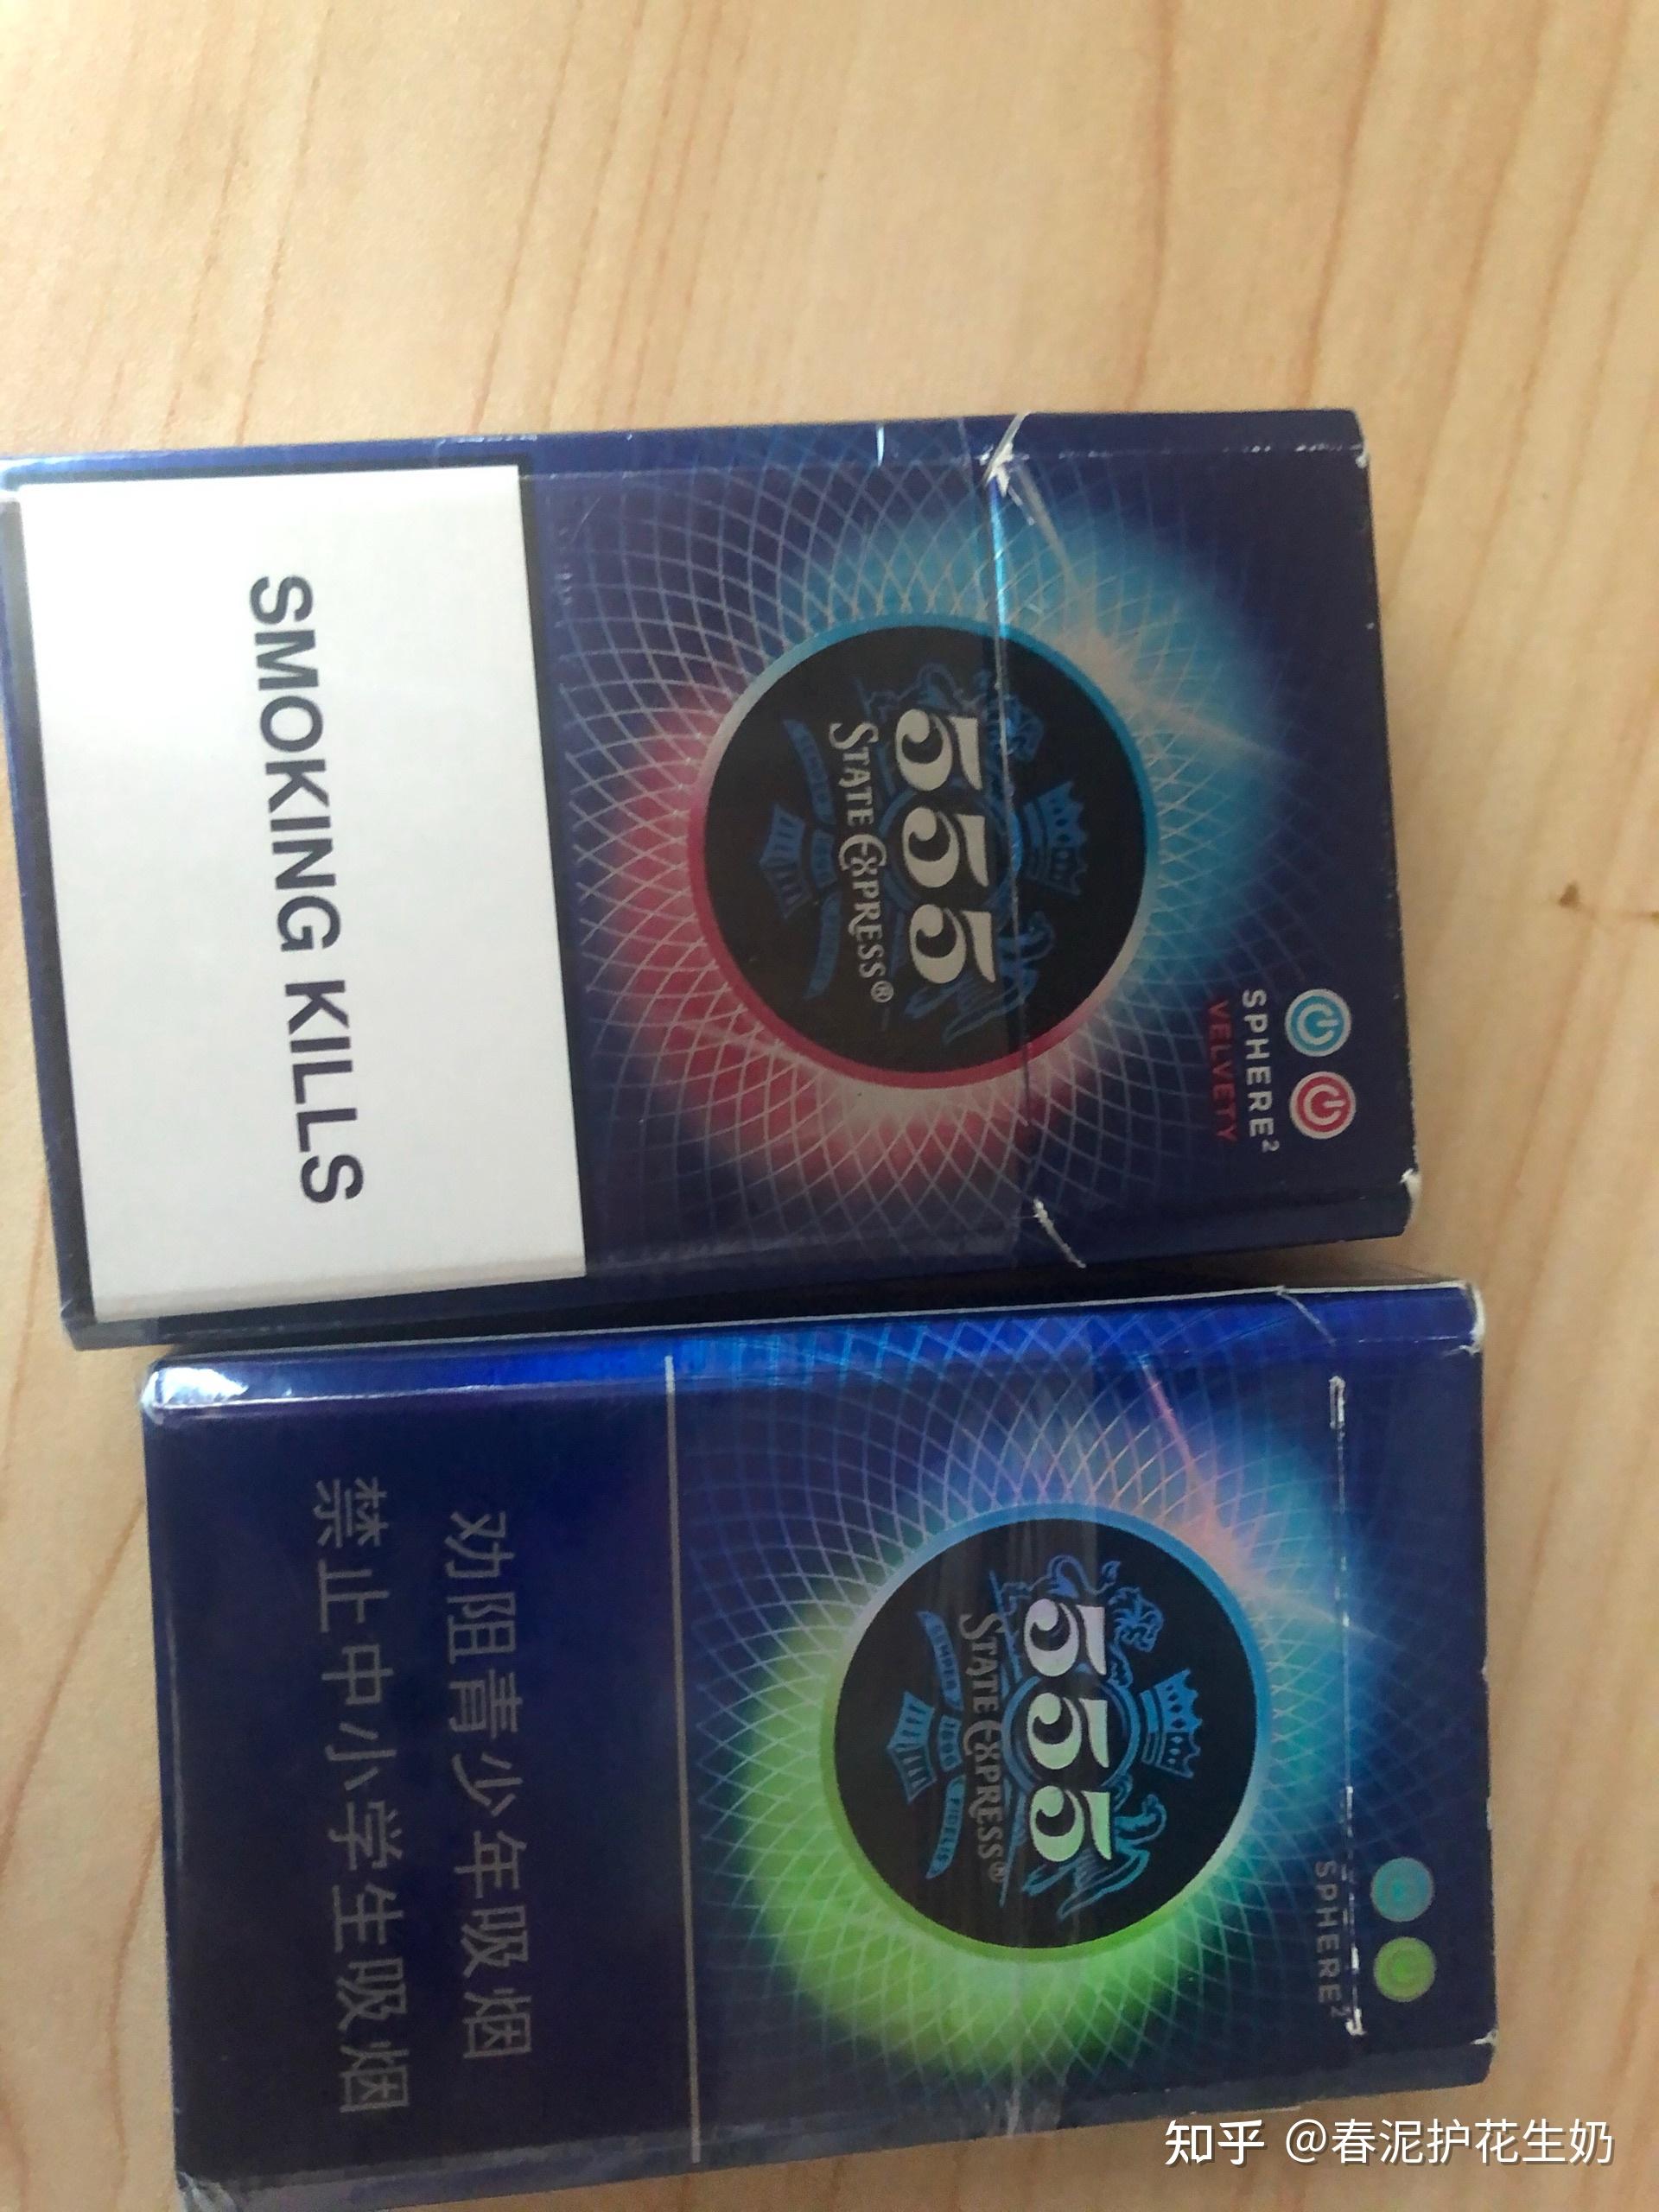 SPHERE²
VELVETY
555
STATE EXPRESS®
SMOKING KILLS
SPHERE²
555
STATE EXPRESS®
劝阻青少年吸烟
禁止中小学生吸烟
知乎 @春泥护花生奶